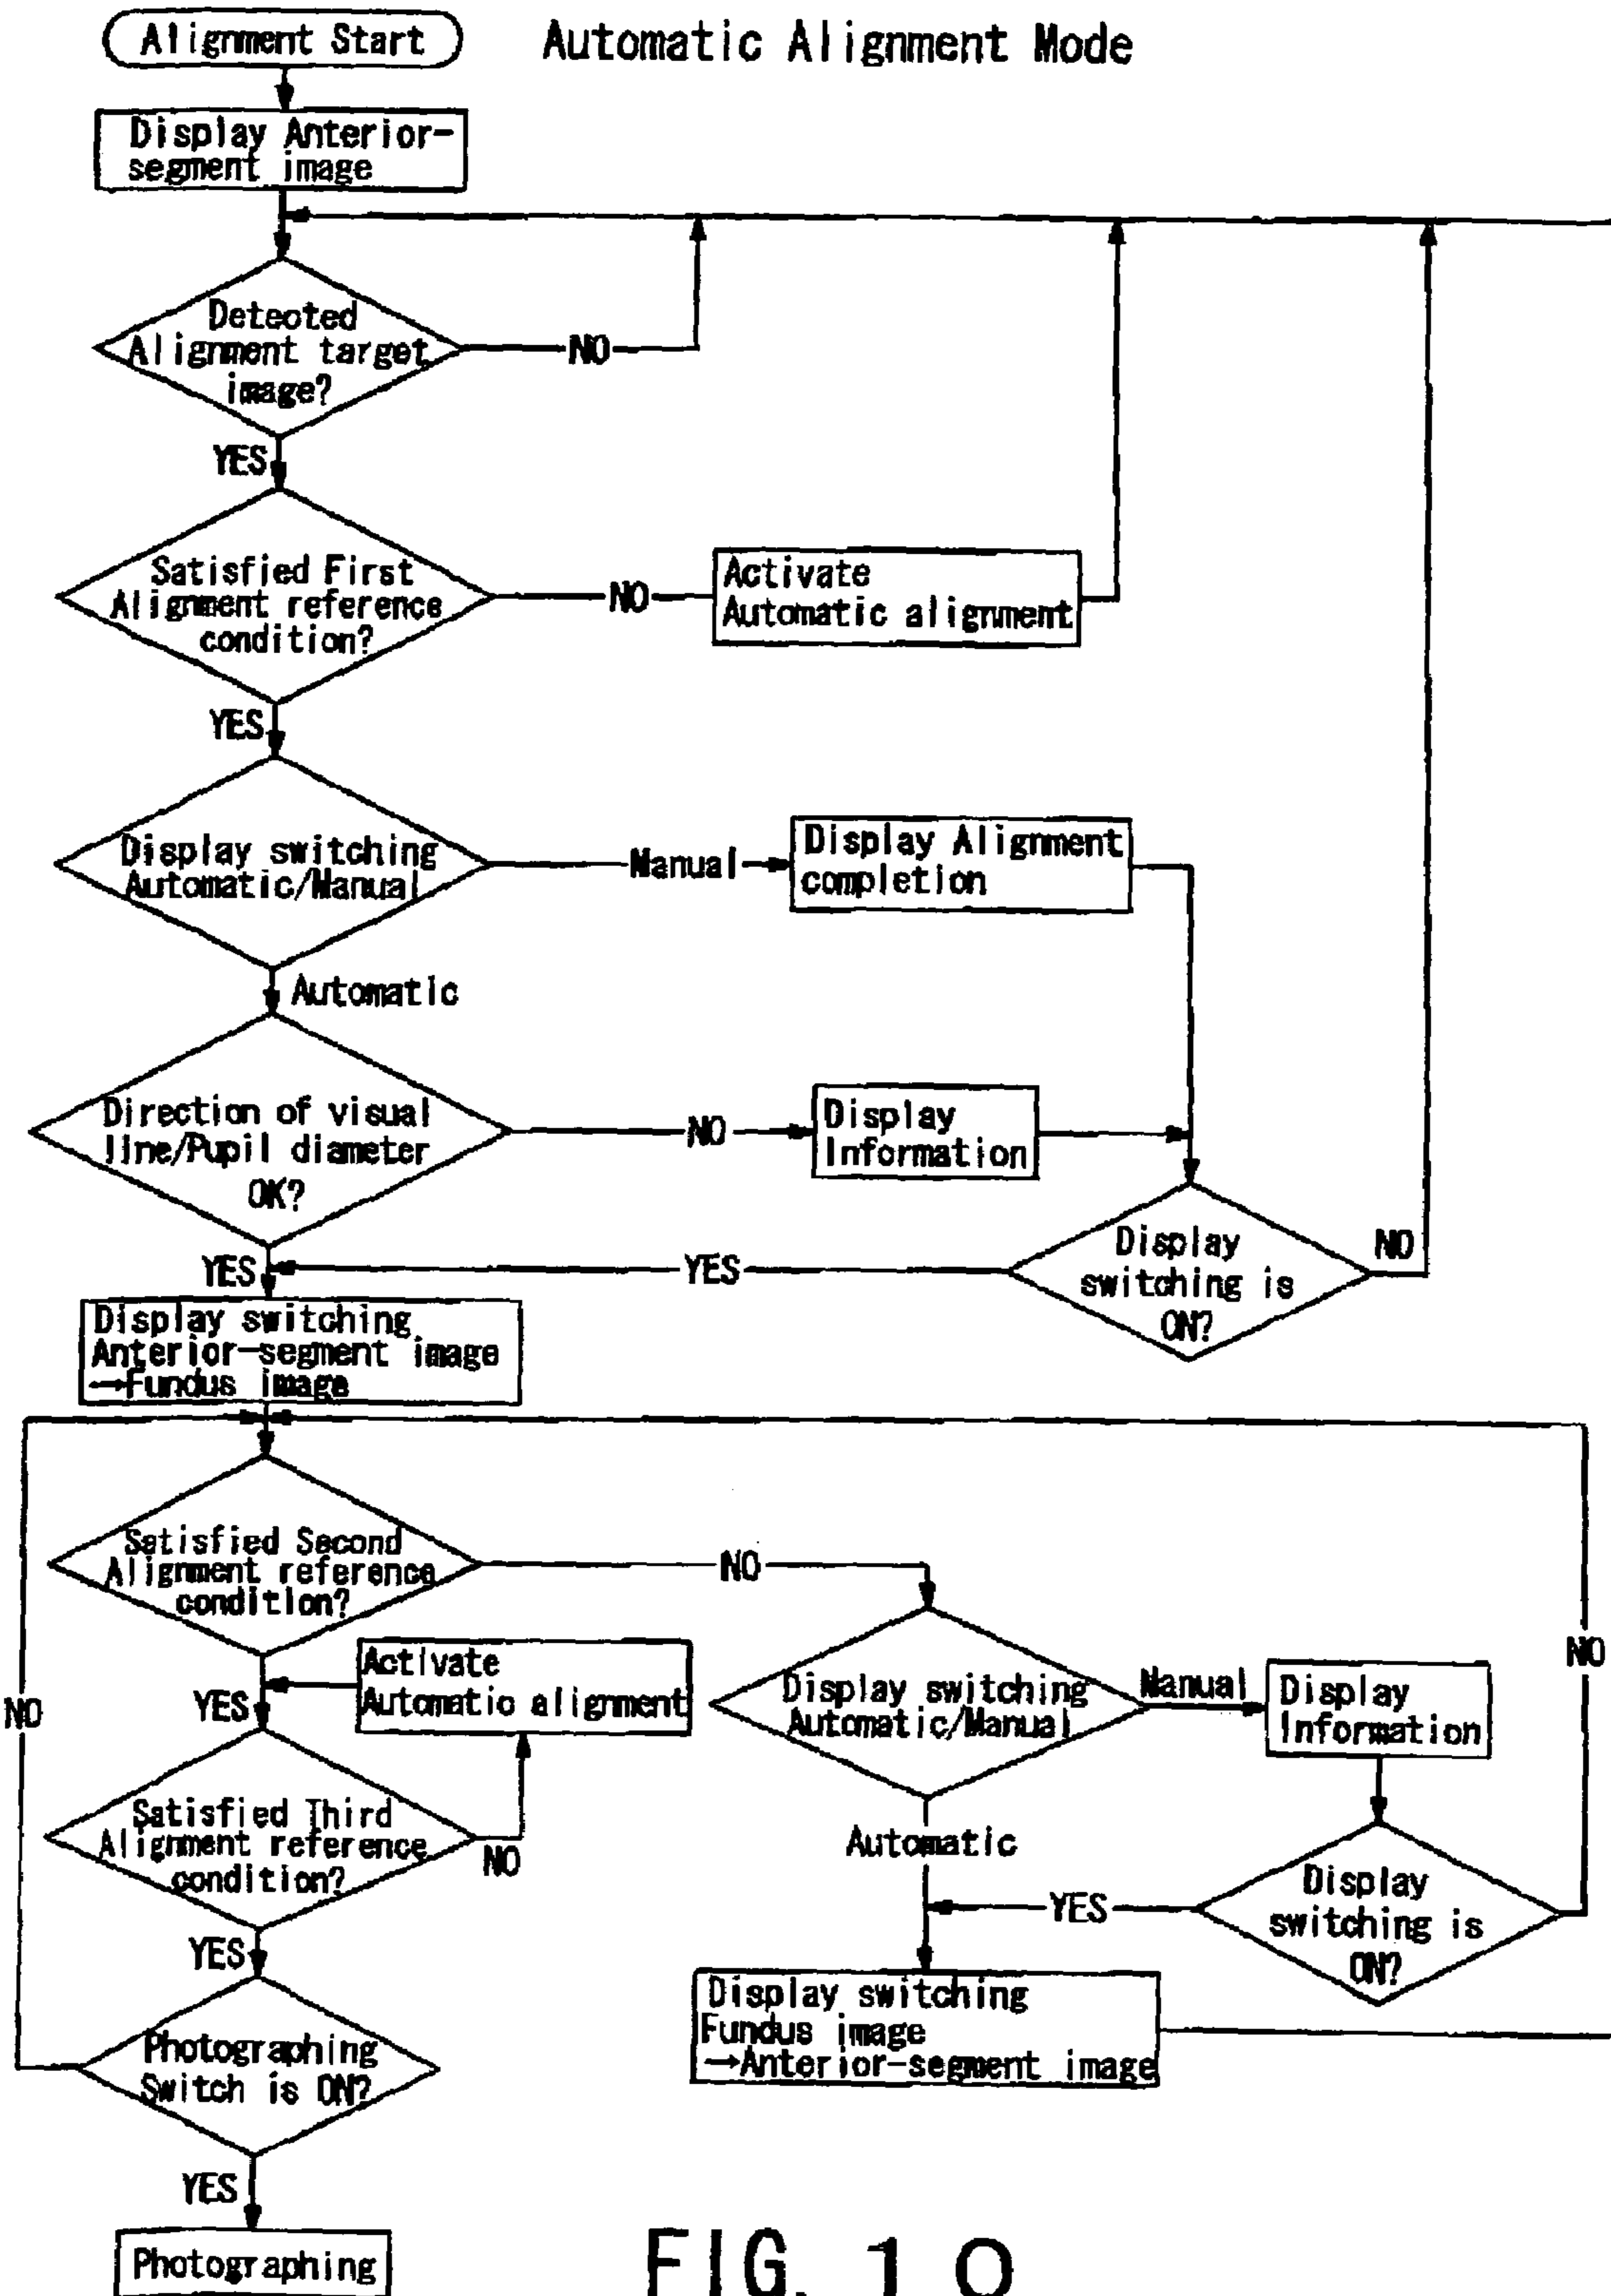 Alignment Start
Automatic Alignment Mode
Display Anterior-
segment image
Detected
Alignment target
image?
NO
YES
Satisfied First
Alignment reference
condition?
NO
Activate
Automatic alignment
YES
Display switching
Automatic/Manual
Manual
Display Alignment
completion
Automatic
Direction of visual
line/Pupil diameter
OK?
NO
Display
Information
Display
switching is
ON?
NO
YES
YES
Display switching
Anterior-segment image
→Fundus image
Satisfied Second
Alignment reference
condition?
NO
Activate
Automatic alignment
YES
NO
Display switching
Automatic/Manual
Manual
Display
Information
NO
Satisfied Third
Alignment reference
condition?
NO
Automatic
YES
Display
switching is
ON?
YES
Display switching
Fundus image
→Anterior-segment image
Photographing
Switch is ON?
YES
Photographing
FIG. 10